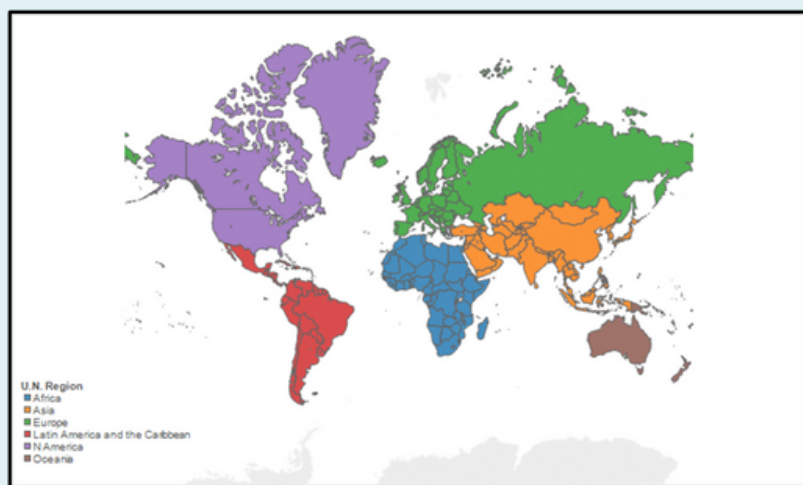 U.N. Region
Africa
Asia
Europe
Latin America and the Caribbean
N America
Oceania